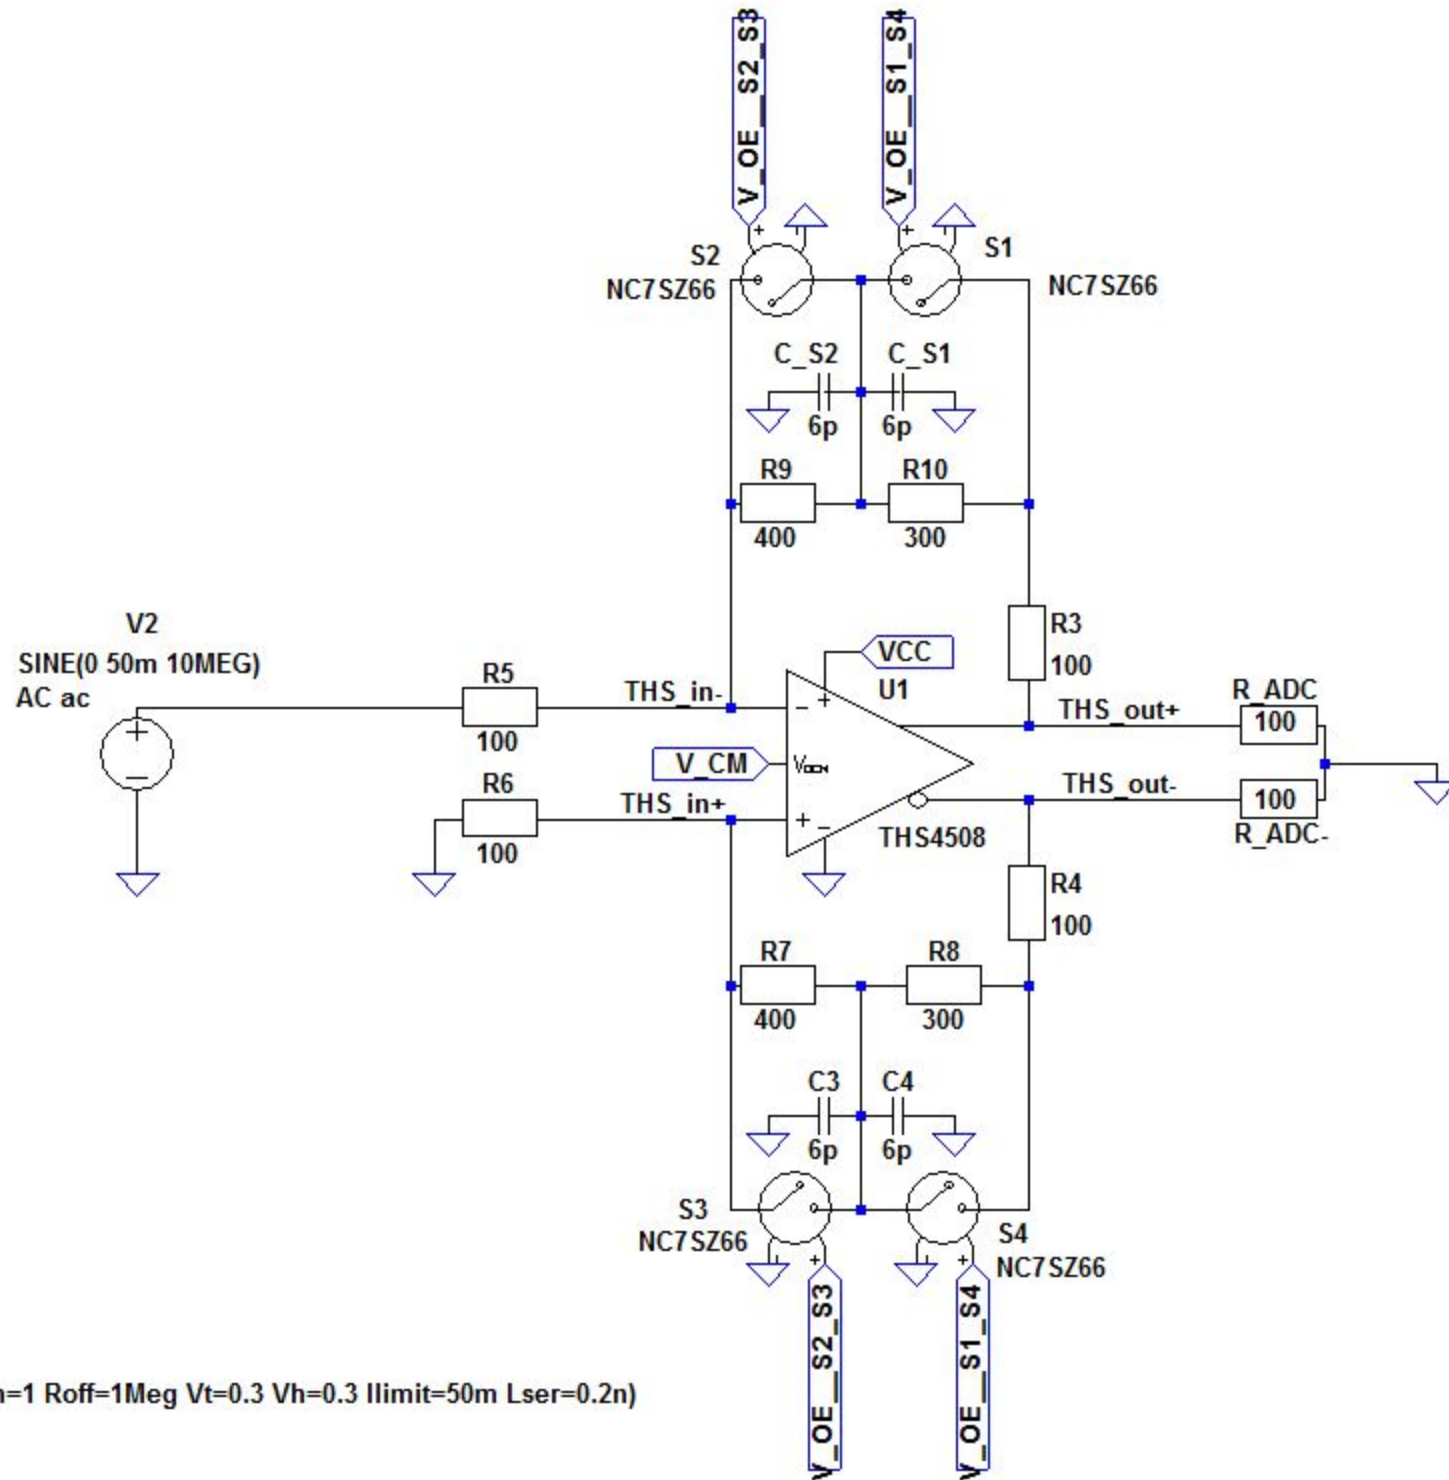 V_OE__S2_S3
V_OE__S1_S4
S2
NC7SZ66
S1
NC7SZ66
+
+
C_S2
C_S1
6p
6p
R9
R10
400
300
V2
SINE(0 50m 10MEG)
AC ac
R5
100
THS_in-
VCC
U1
R3
100
THS_out+
R_ADC
100
V_CM
VOCM
R6
100
THS_in+
THS4508
THS_out-
100
R_ADC-
R4
100
R7
R8
400
300
C3
C4
6p
6p
S3
NC7SZ66
S4
NC7SZ66
+
+
V_OE__S2_S3
V_OE__S1_S4
n=1 Roff=1Meg Vt=0.3 Vh=0.3 Ilimit=50m Lser=0.2n)